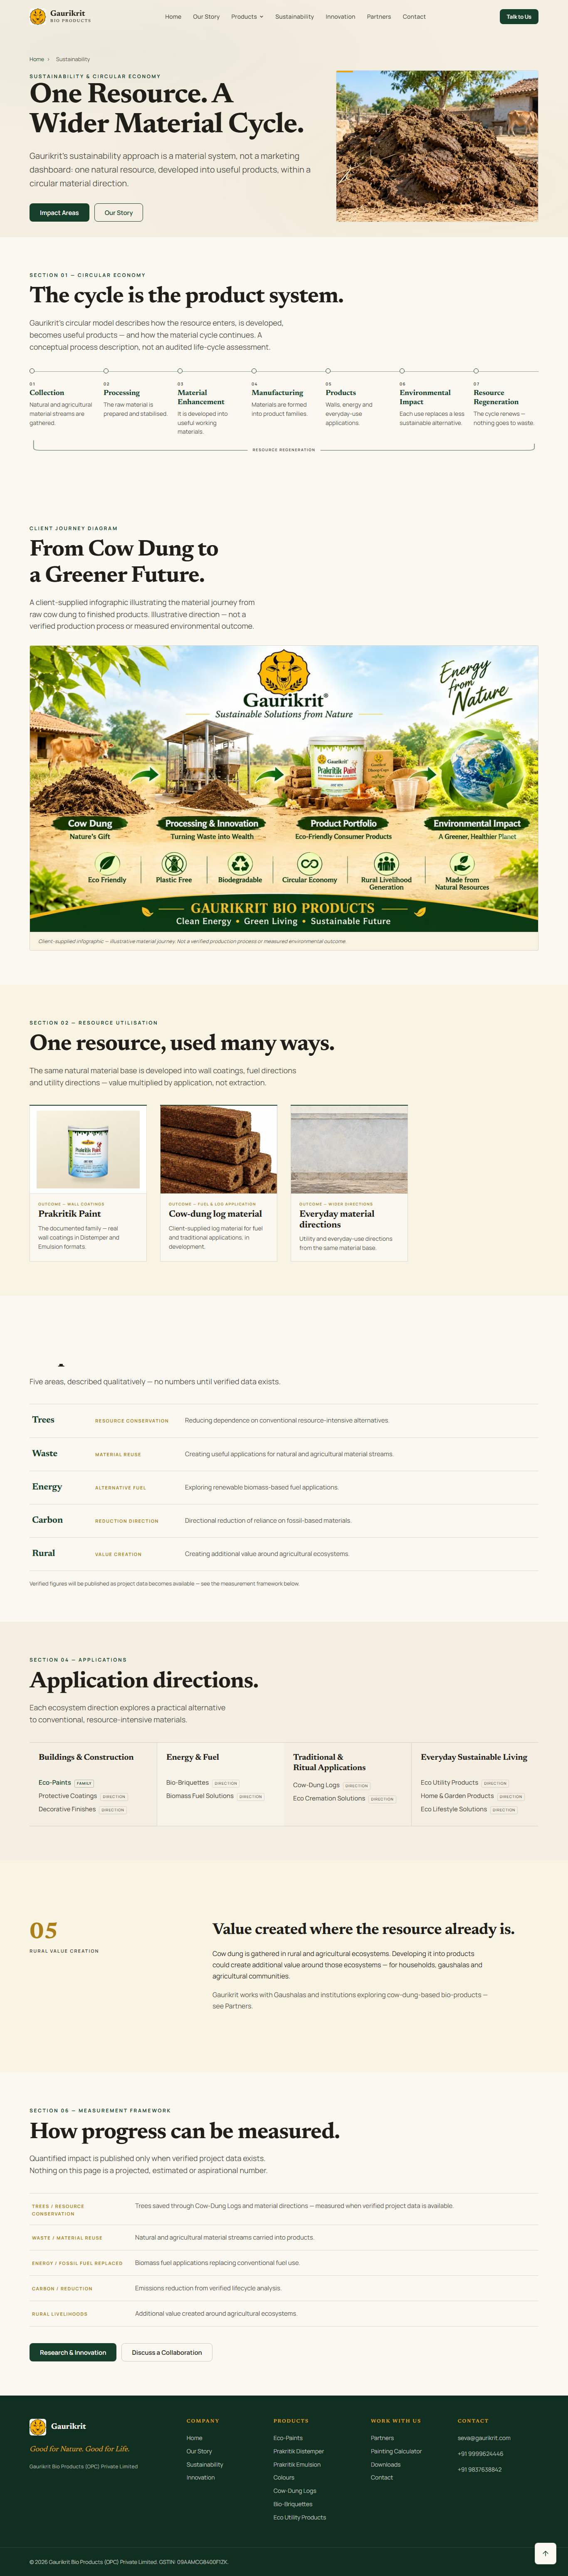 Gaurikrit
BIO PRODUCTS
Home
Our Story
Products
Sustainability
Innovation
Partners
Contact
Talk to Us
Home › Sustainability
SUSTAINABILITY & CIRCULAR ECONOMY
One Resource. A
Wider Material Cycle.
Gaurikrit's sustainability approach is a material system, not a marketing
dashboard: one natural resource, developed into useful products, within a
circular material direction.
Impact Areas
Our Story
SECTION 01 — CIRCULAR ECONOMY
The cycle is the product system.
Gaurikrit's circular model describes how the resource enters, is developed,
becomes useful products — and how the material cycle continues. A
conceptual process description, not an audited life-cycle assessment.
01
Collection
Natural and agricultural
material streams are
gathered.
02
Processing
The raw material is
prepared and stabilised.
03
Material
Enhancement
It is developed into
useful working
materials.
04
Manufacturing
Materials are formed
into product families.
05
Products
Walls, energy and
everyday-use
applications.
06
Environmental
Impact
Each use replaces a less
sustainable alternative.
07
Resource
Regeneration
The cycle renews —
nothing goes to waste.
RESOURCE REGENERATION
CLIENT JOURNEY DIAGRAM
From Cow Dung to
a Greener Future.
A client-supplied infographic illustrating the material journey from
raw cow dung to finished products. Illustrative direction — not a
verified production process or measured environmental outcome.
Gaurikrit®
Sustainable Solutions from Nature
Energy
from
Nature
Gaurikrit
Prakritik Paint
Cow Dung
Nature's Gift
Processing & Innovation
Turning Waste into Wealth
Product Portfolio
Eco-Friendly Consumer Products
Environmental Impact
A Greener, Healthier Planet
Eco Friendly
Plastic Free
Biodegradable
Circular Economy
Rural Livelihood
Generation
Made from
Natural Resources
GAURIKRIT BIO PRODUCTS
Clean Energy • Green Living • Sustainable Future
Client-supplied infographic — illustrative material journey. Not a verified production process or measured environmental outcome
SECTION 02 — RESOURCE UTILISATION
One resource, used many ways.
The same natural material base is developed into wall coatings, fuel directions
and utility directions — value multiplied by application, not extraction.
Prakritik Paint
OUTCOME — WALL COATINGS
Prakritik Paint
The documented family — real
wall coatings in Distemper and
Emulsion formats.
OUTCOME — FUEL & LOG APPLICATION
Cow-dung log material
Client-supplied log material for fuel
and traditional applications, in
development.
OUTCOME — WIDER DIRECTIONS
Everyday material
directions
Utility and everyday-use directions
from the same material base.
Five areas, described qualitatively — no numbers until verified data exists.
Trees
RESOURCE CONSERVATION
Reducing dependence on conventional resource-intensive alternatives.
Waste
MATERIAL REUSE
Creating useful applications for natural and agricultural material streams.
Energy
ALTERNATIVE FUEL
Exploring renewable biomass-based fuel applications.
Carbon
REDUCTION DIRECTION
Directional reduction of reliance on fossil-based materials.
Rural
VALUE CREATION
Creating additional value around agricultural ecosystems.
Verified figures will be published as project data becomes available — see the measurement framework below.
SECTION 04 — APPLICATIONS
Application directions.
Each ecosystem direction explores a practical alternative
to conventional, resource-intensive materials.
Buildings & Construction
Eco-Paints FAMILY
Protective Coatings DIRECTION
Decorative Finishes DIRECTION
Energy & Fuel
Bio-Briquettes DIRECTION
Biomass Fuel Solutions DIRECTION
Traditional &
Ritual Applications
Cow-Dung Logs DIRECTION
Eco Cremation Solutions DIRECTION
Everyday Sustainable Living
Eco Utility Products DIRECTION
Home & Garden Products DIRECTION
Eco Lifestyle Solutions DIRECTION
05
RURAL VALUE CREATION
Value created where the resource already is.
Cow dung is gathered in rural and agricultural ecosystems. Developing it into products
could create additional value around those ecosystems — for households, gaushalas and
agricultural communities.
Gaurikrit works with Gaushalas and institutions exploring cow-dung-based bio-products —
see Partners.
SECTION 06 — MEASUREMENT FRAMEWORK
How progress can be measured.
Quantified impact is published only when verified project data exists.
Nothing on this page is a projected, estimated or aspirational number.
TREES / RESOURCE
CONSERVATION
Trees saved through Cow-Dung Logs and material directions — measured when verified project data is available.
WASTE / MATERIAL REUSE
Natural and agricultural material streams carried into products.
ENERGY / FOSSIL FUEL REPLACED
Biomass fuel applications replacing conventional fuel use.
CARBON / REDUCTION
Emissions reduction from verified lifecycle analysis.
RURAL LIVELIHOODS
Additional value created around agricultural ecosystems.
Research & Innovation
Discuss a Collaboration
Gaurikrit
Good for Nature. Good for Life.
Gaurikrit Bio Products (OPC) Private Limited
COMPANY
Home
Our Story
Sustainability
Innovation
PRODUCTS
Eco-Paints
Prakritik Distemper
Prakritik Emulsion
Colours
Cow-Dung Logs
Bio-Briquettes
Eco Utility Products
WORK WITH US
Partners
Painting Calculator
Downloads
Contact
CONTACT
seva@gaurikrit.com
+91 9999624446
+91 9837638842
© 2026 Gaurikrit Bio Products (OPC) Private Limited. GSTIN: 09AAMCG8400F1ZK.